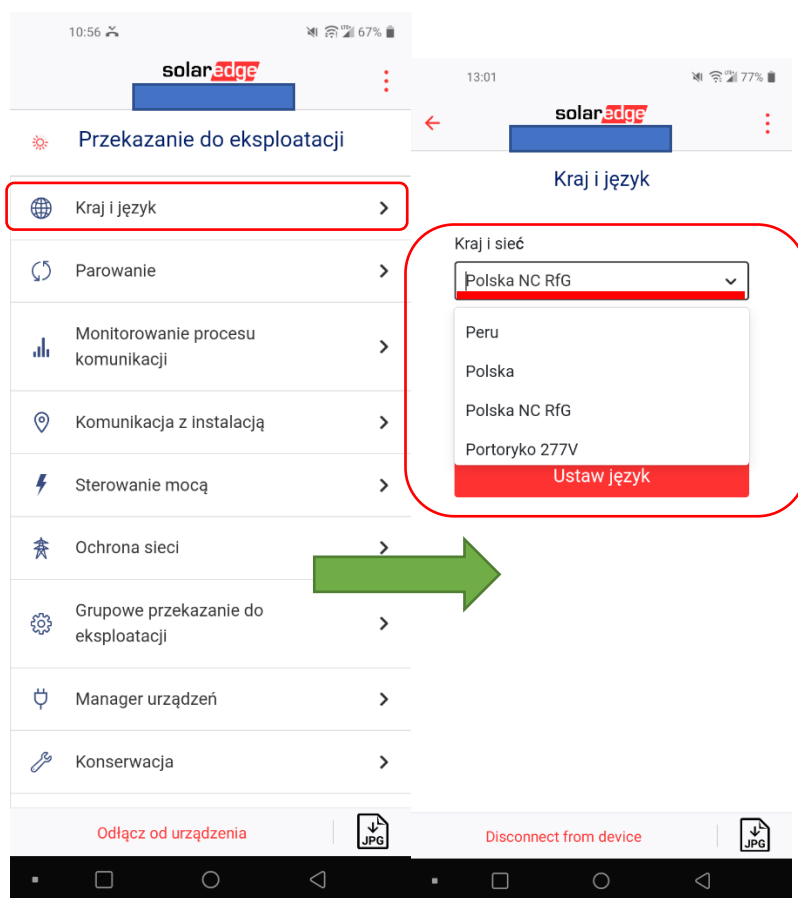 10:56
67%
solaredge
Przekazanie do eksploatacji
Kraj i język
Parowanie
Monitorowanie procesu
komunikacji
Komunikacja z instalacją
Sterowanie mocą
Ochrona sieci
Grupowe przekazanie do
eksploatacji
Manager urządzeń
Konserwacja
Odłącz od urządzenia
JPG
13:01
77%
solaredge
Kraj i język
Kraj i sieć
Polska NC RfG
Peru
Polska
Polska NC RfG
Portoryko 277V
Ustaw język
Disconnect from device
JPG